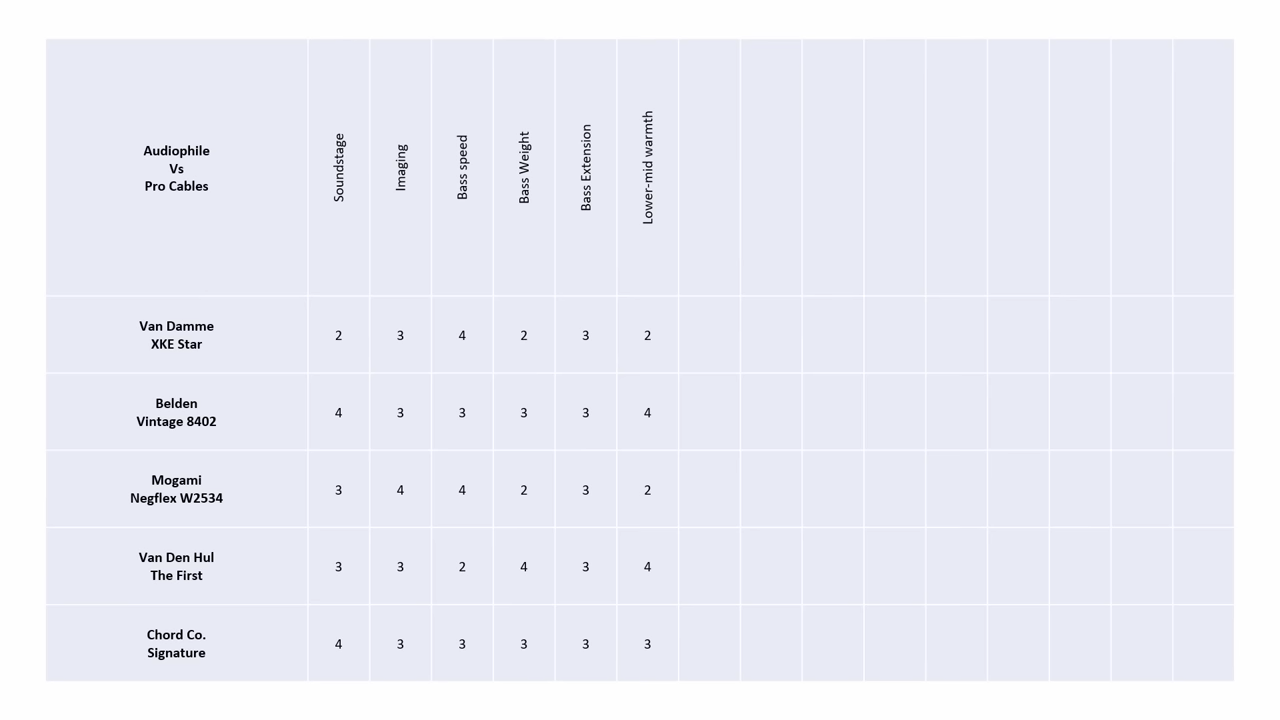 Audiophile
Vs
Pro Cables
Soundstage
Imaging
Bass speed
Bass Weight
Bass Extension
Lower-mid warmth
Van Damme
XKE Star
2 3 4 2 3 2
Belden
Vintage 8402
4 3 3 3 3 4
Mogami
Negflex W2534
3 4 4 2 3 2
Van Den Hul
The First
3 3 2 4 3 4
Chord Co.
Signature
4 3 3 3 3 3